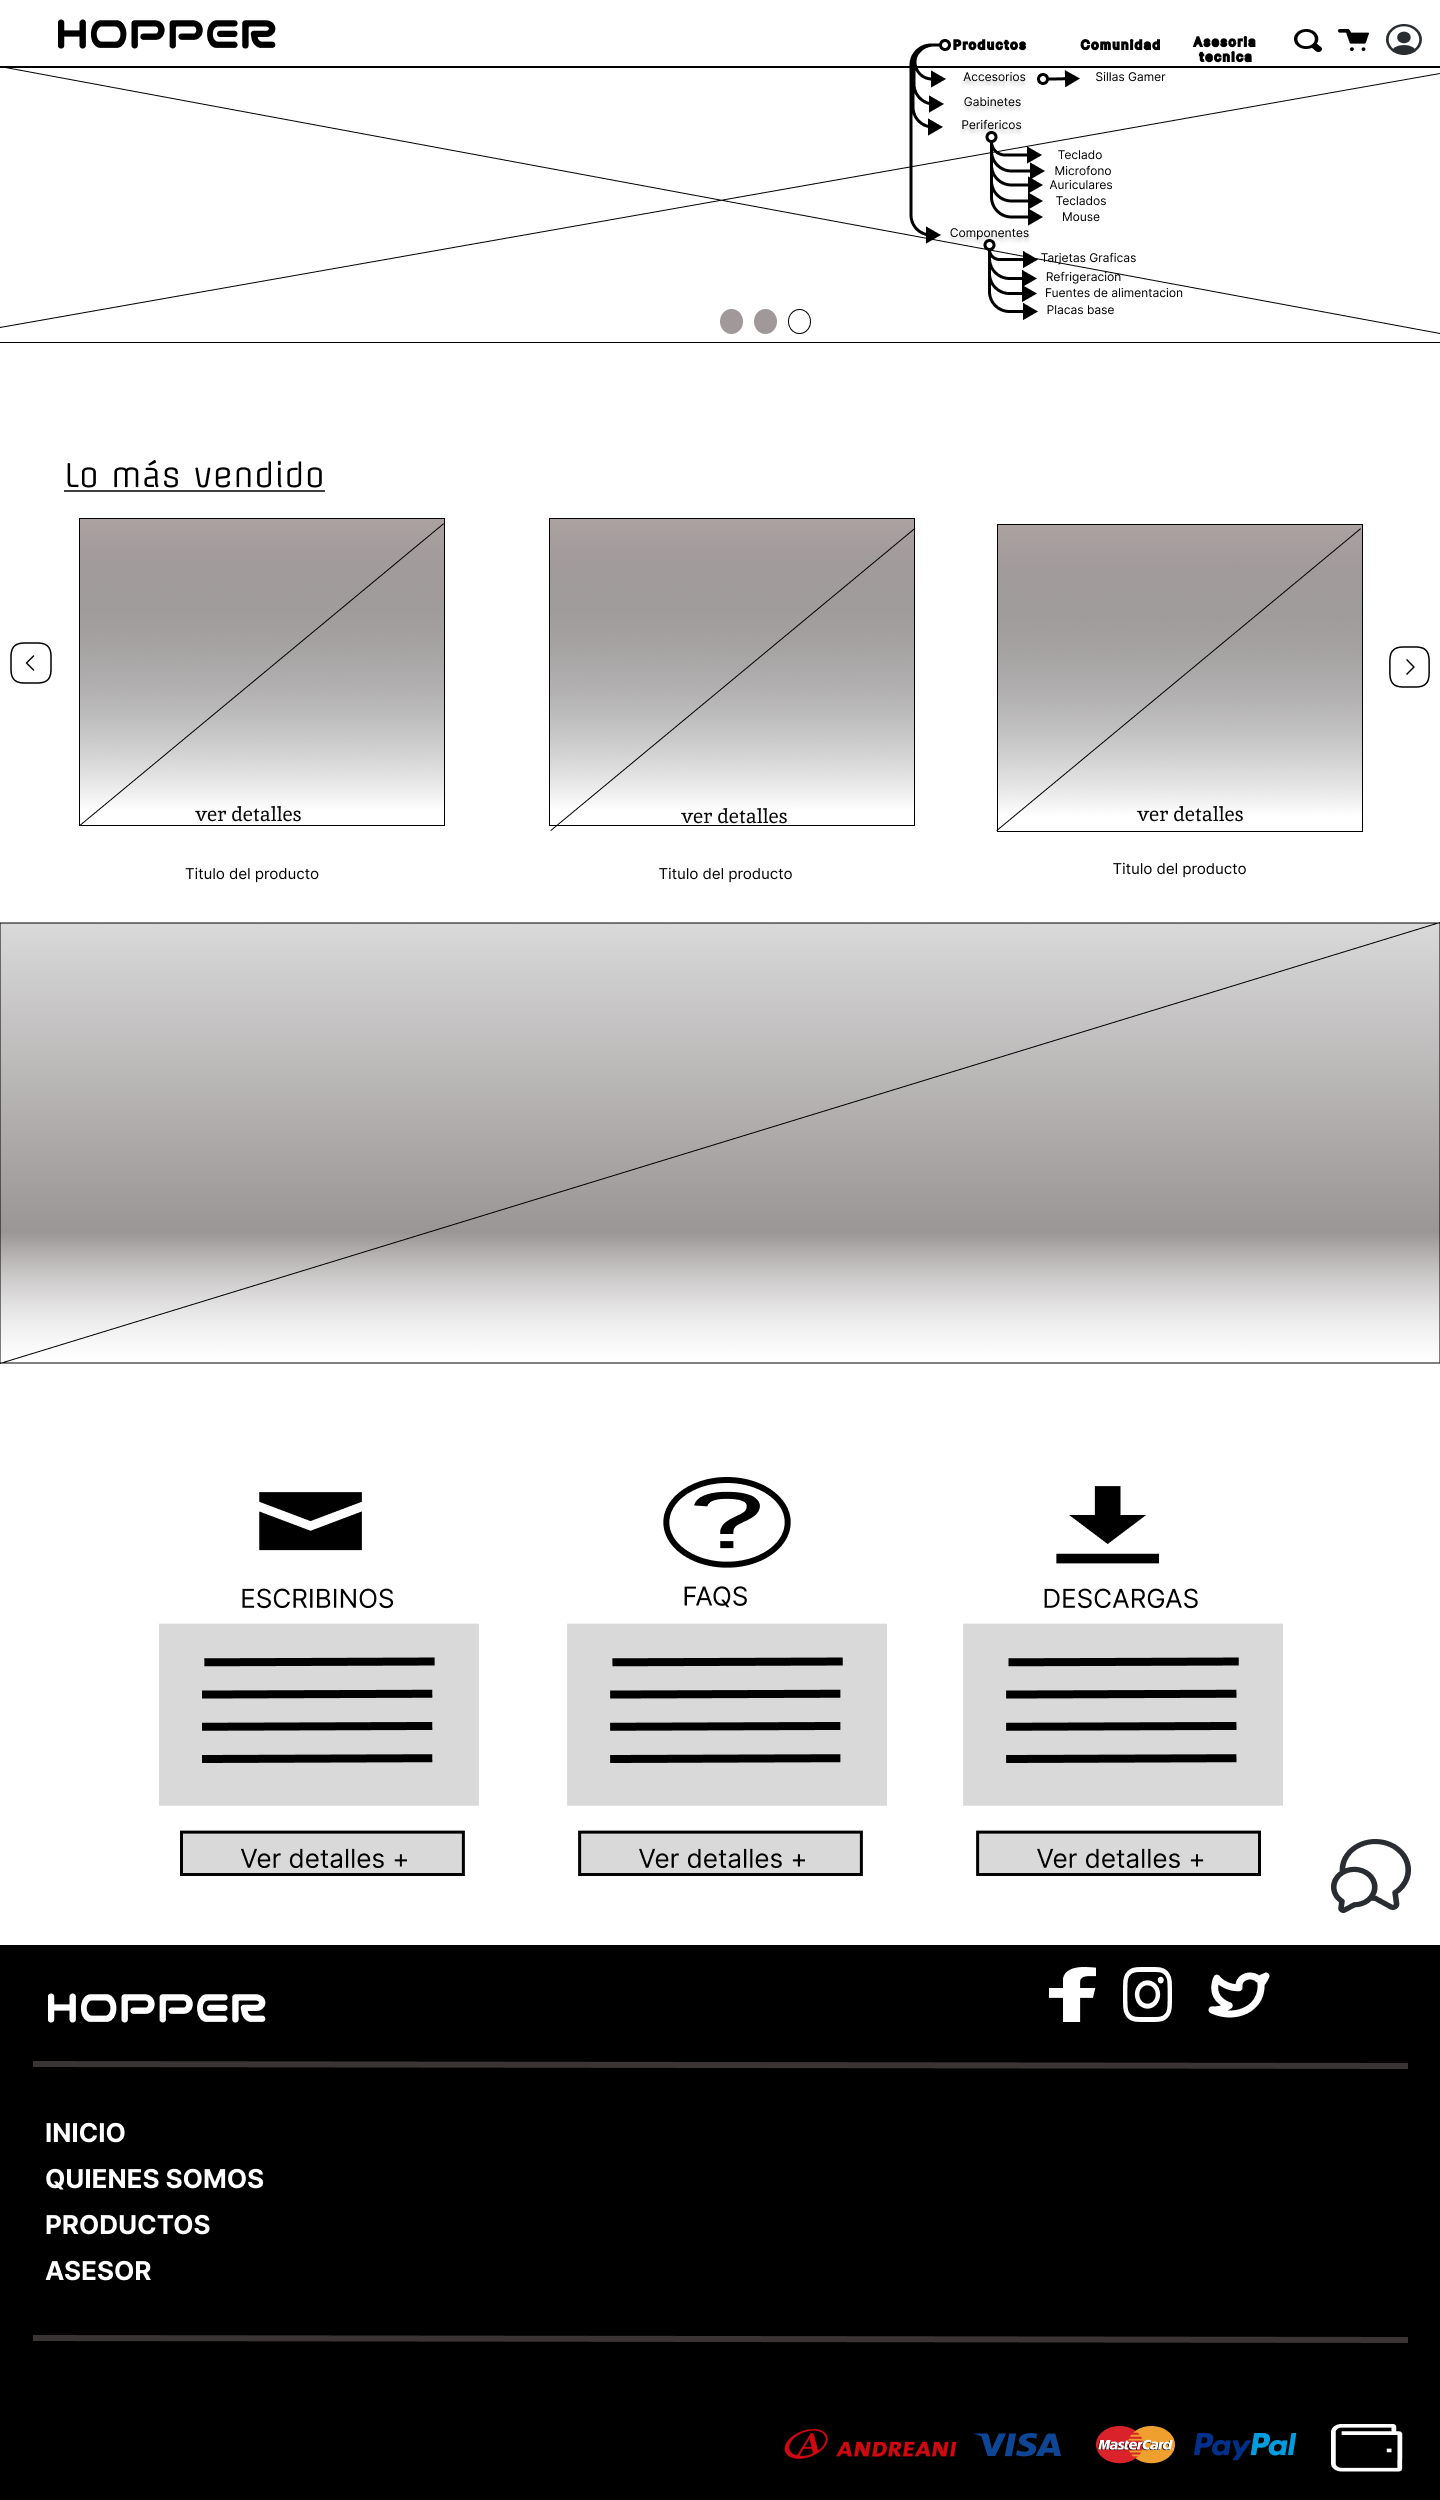 HOPPER
Productos
Comunidad
Asesoria
tecnica
Accesorios
Sillas Gamer
Gabinetes
Perifericos
Teclado
Microfono
Auriculares
Teclados
Mouse
Componentes
Tarjetas Graficas
Refrigeracion
Fuentes de alimentacion
Placas base
Lo más vendido
ver detalles
ver detalles
ver detalles
Titulo del producto
Titulo del producto
Titulo del producto
?
ESCRIBINOS
FAQS
DESCARGAS
Ver detalles +
Ver detalles +
Ver detalles +
HOPPER
INICIO
QUIENES SOMOS
PRODUCTOS
ASESOR
ANDREANI
VISA
MasterCard
PayPal